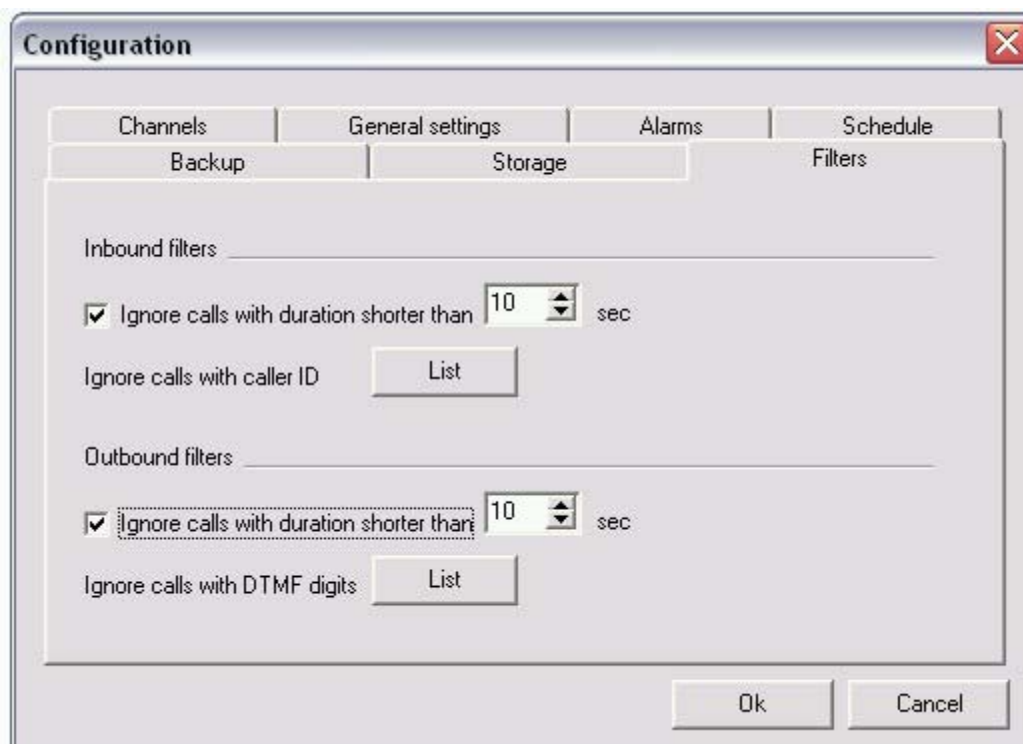 Configuration
Channels General settings Alarms Schedule
Backup Storage Filters
Inbound filters
Ignore calls with duration shorter than 10 sec
Ignore calls with caller ID List
Outbound filters
Ignore calls with duration shorter than 10 sec
Ignore calls with DTMF digits List
Ok Cancel